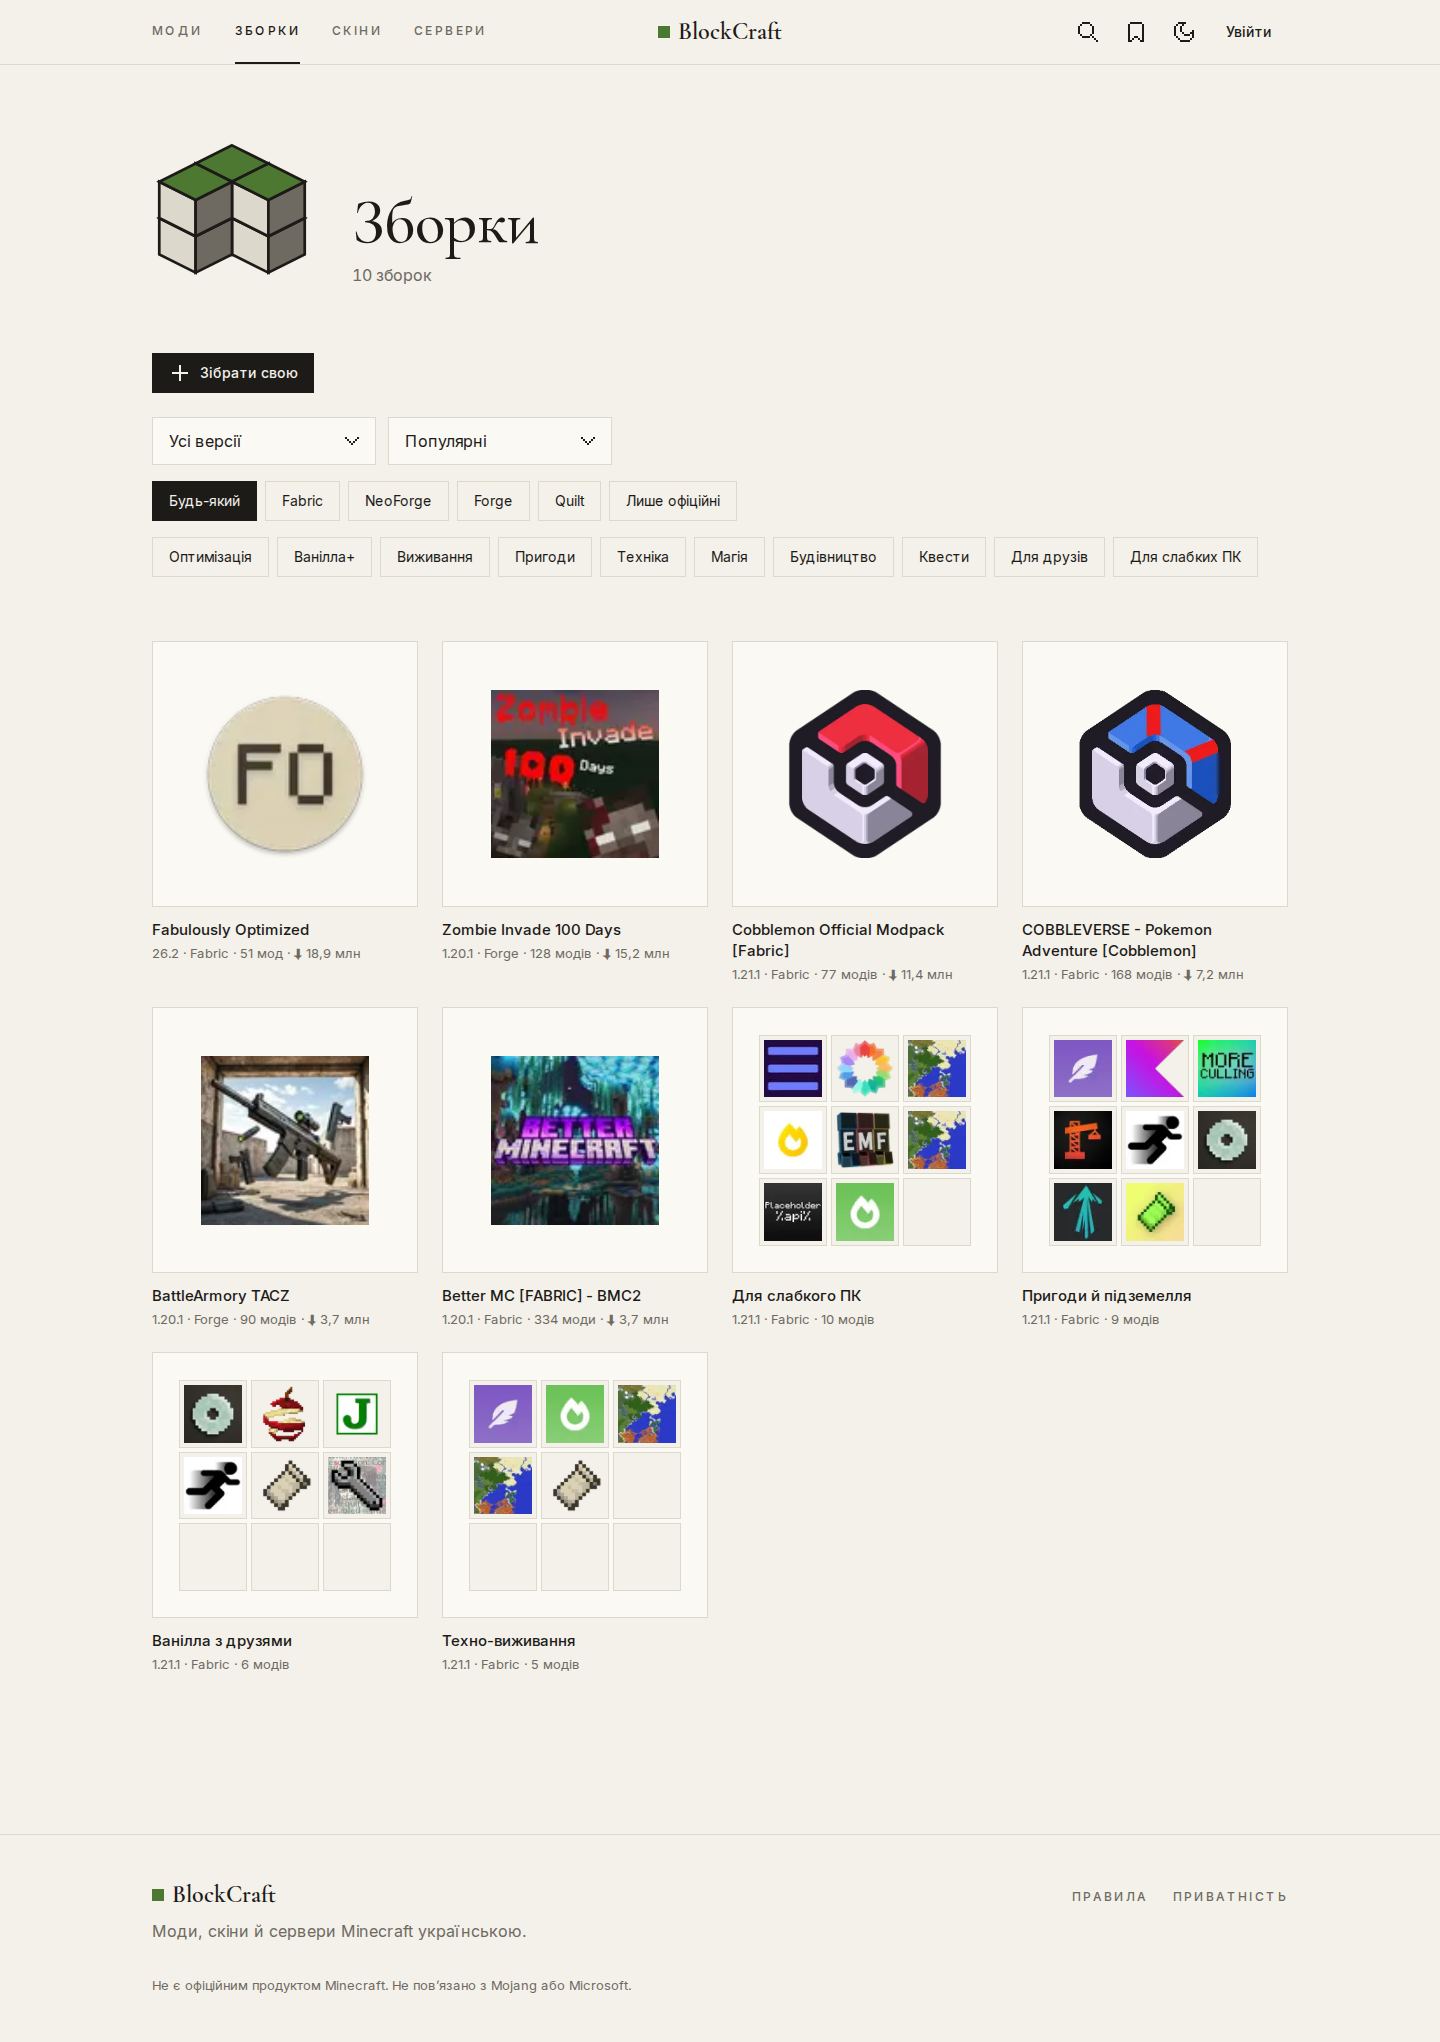 МОДИ ЗБОРКИ СКІНИ СЕРВЕРИ BlockCraft Увійти
Зборки
10 зборок
Зібрати свою
Усі версії Популярні
Будь-який Fabric NeoForge Forge Quilt Лише офіційні
Оптимізація Ванілла+ Виживання Пригоди Техніка Магія Будівництво Квести Для друзів Для слабких ПК
FO
Zombie
Invade
100 Days
Fabulously Optimized
26.2 · Fabric · 51 мод · 18,9 млн
Zombie Invade 100 Days
1.20.1 · Forge · 128 модів · 15,2 млн
Cobblemon Official Modpack
[Fabric]
1.21.1 · Fabric · 77 модів · 11,4 млн
COBBLEVERSE - Pokemon
Adventure [Cobblemon]
1.21.1 · Fabric · 168 модів · 7,2 млн
BETTER
MINECRAFT
EMF
Placeholder
%api%
MORE
CULLING
BattleArmory TACZ
1.20.1 · Forge · 90 модів · 3,7 млн
Better MC [FABRIC] - BMC2
1.20.1 · Fabric · 334 моди · 3,7 млн
Для слабкого ПК
1.21.1 · Fabric · 10 модів
Пригоди й підземелля
1.21.1 · Fabric · 9 модів
J
Ванілла з друзями
1.21.1 · Fabric · 6 модів
Техно-виживання
1.21.1 · Fabric · 5 модів
BlockCraft
ПРАВИЛА ПРИВАТНІСТЬ
Моди, скіни й сервери Minecraft українською.
Не є офіційним продуктом Minecraft. Не пов’язано з Mojang або Microsoft.